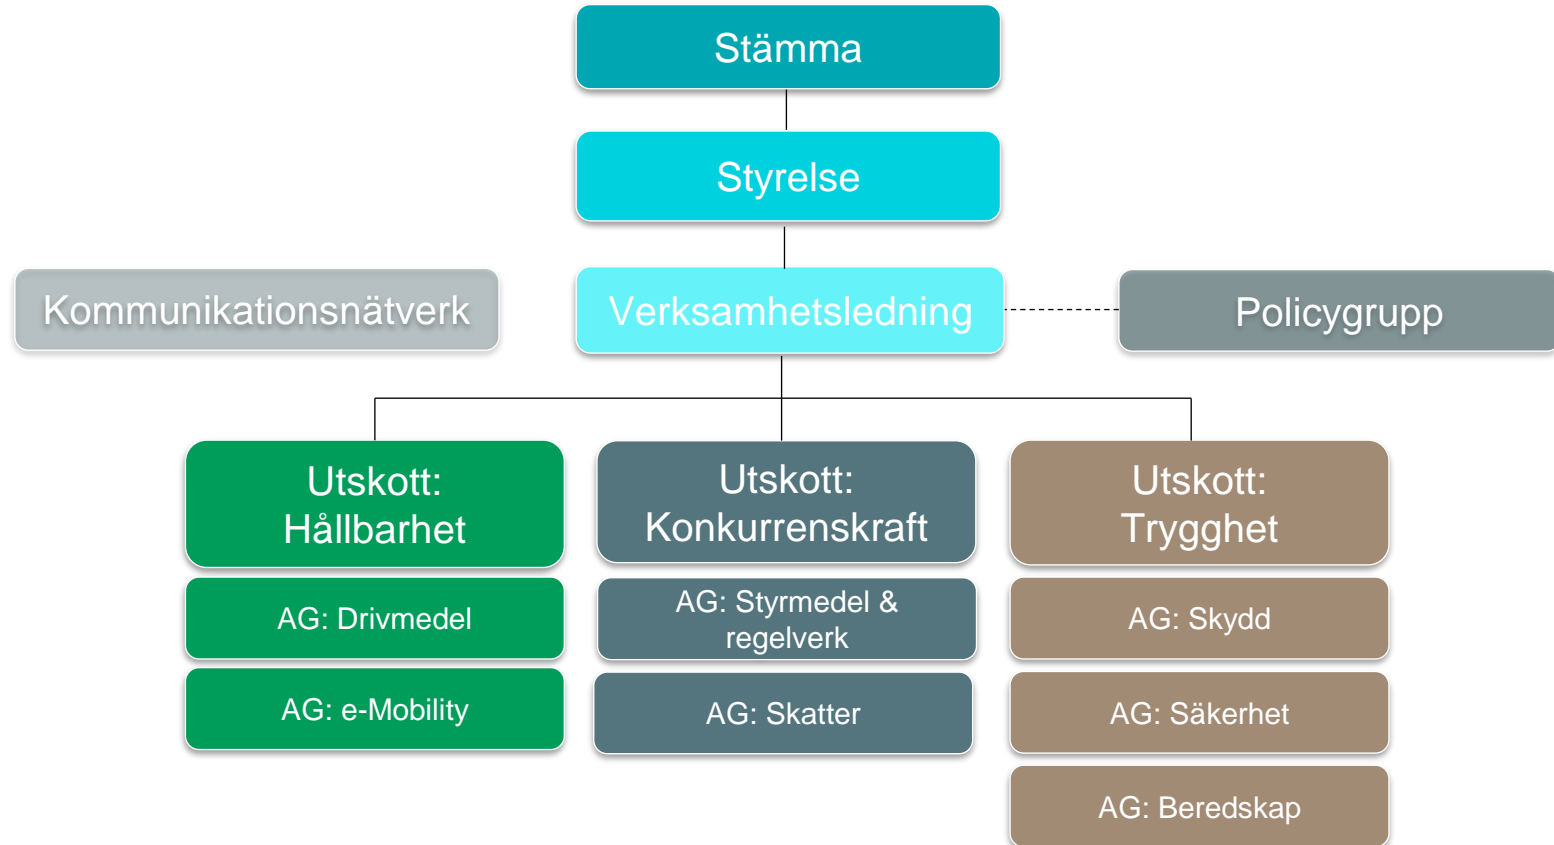 Stämma
Styrelse
Kommunikationsnätverk
Verksamhetsledning
Policygrupp
Utskott:
Hållbarhet
Utskott:
Konkurrenskraft
Utskott:
Trygghet
AG: Drivmedel
AG: Styrmedel &
regelverk
AG: Skydd
AG: e-Mobility
AG: Skatter
AG: Säkerhet
AG: Beredskap